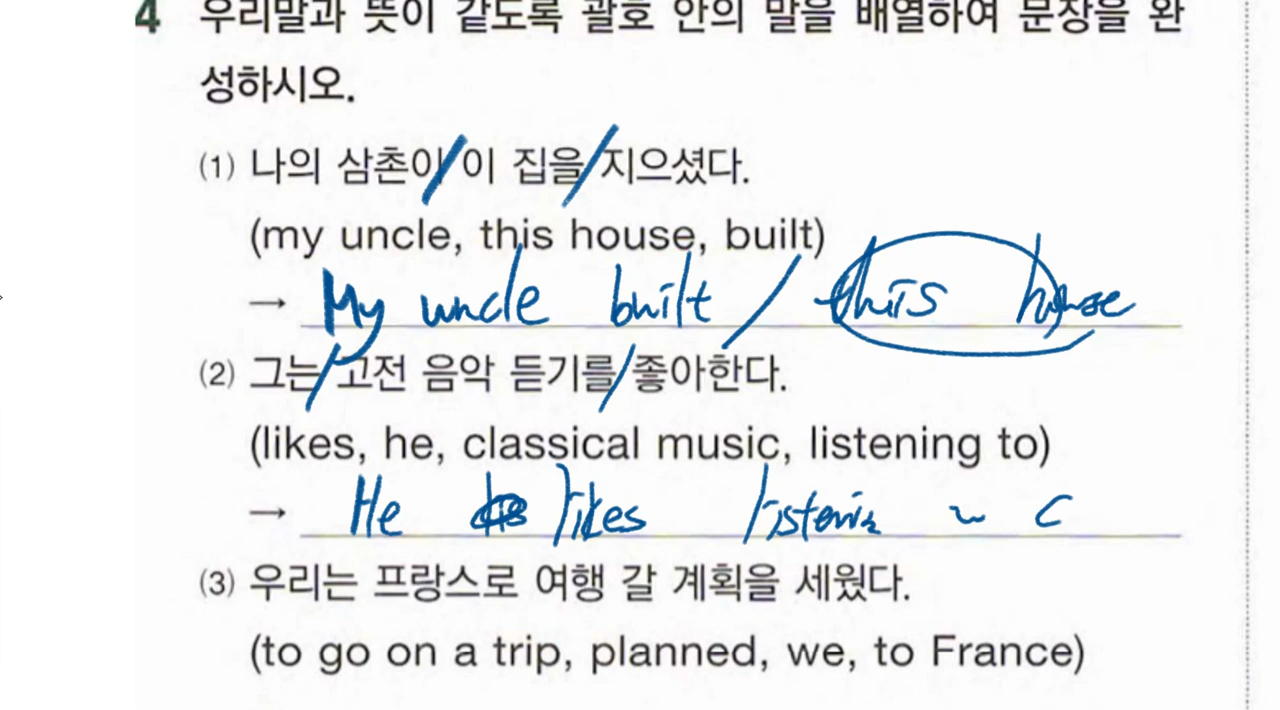 4 우리말과 뜻이 같도록 괄호 안의 말을 배열하여 문장을 완
성하시오.
(1) 나의 삼촌이/이 집을/지으셨다.
(my uncle, this house, built)
→ My uncle built / this house
(2) 그는/고전 음악 듣기를/좋아한다.
(likes, he, classical music, listening to)
→ He likes C
(3) 우리는 프랑스로 여행 갈 계획을 세웠다.
(to go on a trip, planned, we, to France)